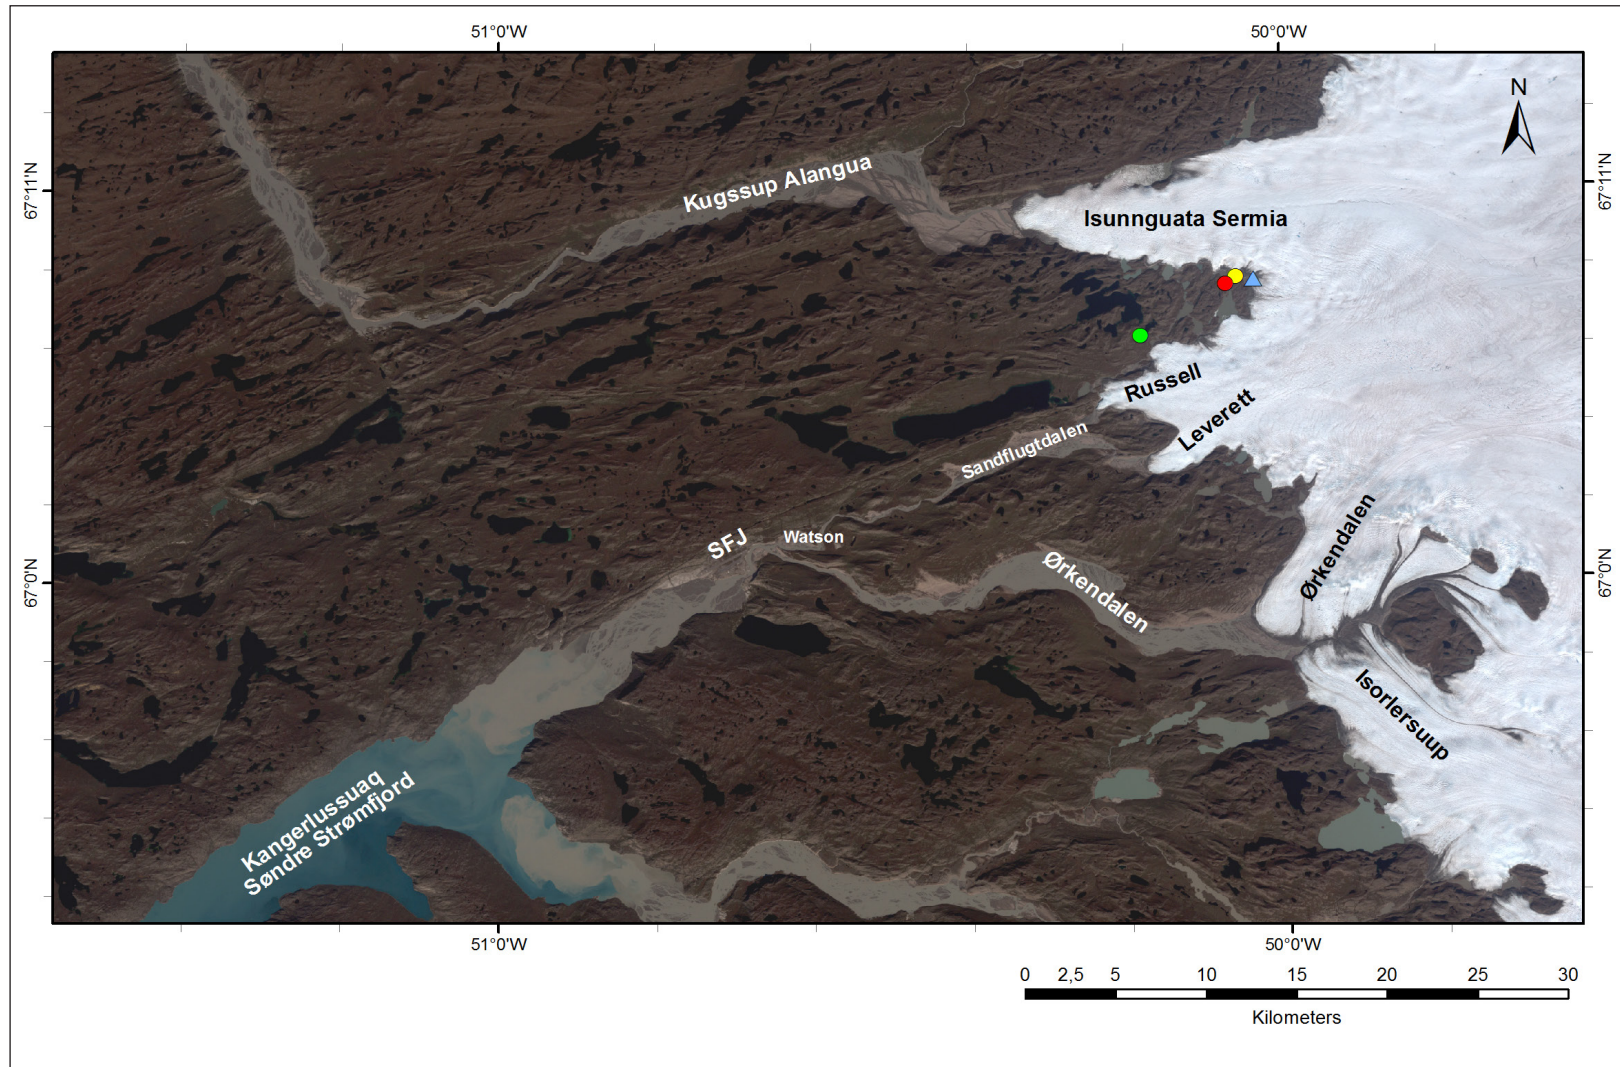 51°0'W
50°0'W
N
67°11'N
67°11'N
Kugssup Alangua
Isunnguata Sermia
Russell
Leverett
Sandflugtdalen
SFJ
Watson
Ørkendalen
Ørkendalen
67°0'N
67°0'N
Isorlersuup
Kangerlussuaq
Søndre Strømfjord
51°0'W
50°0'W
0 2,5 5 10 15 20 25 30
Kilometers